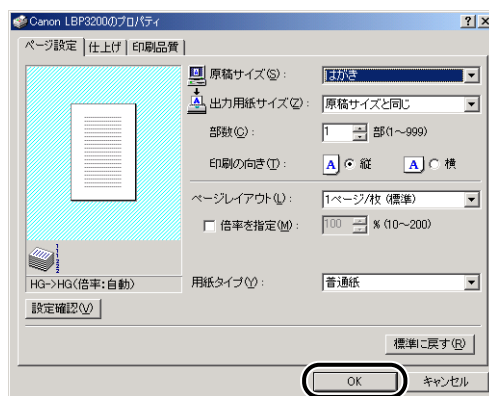 Canon LBP3200のプロパティ
ページ設定 仕上げ 印刷品質
原稿サイズ(S): はがき
出力用紙サイズ(Z): 原稿サイズと同じ
部数(C): 1 部(1～999)
印刷の向き(T): A 縦 A 横
ページレイアウト(L): 1ページ/枚 (標準)
倍率を指定(M): 100 % (10～200)
HG->HG(倍率:自動)
用紙タイプ(Y): 普通紙
設定確認(V)
標準に戻す(R)
OK キャンセル